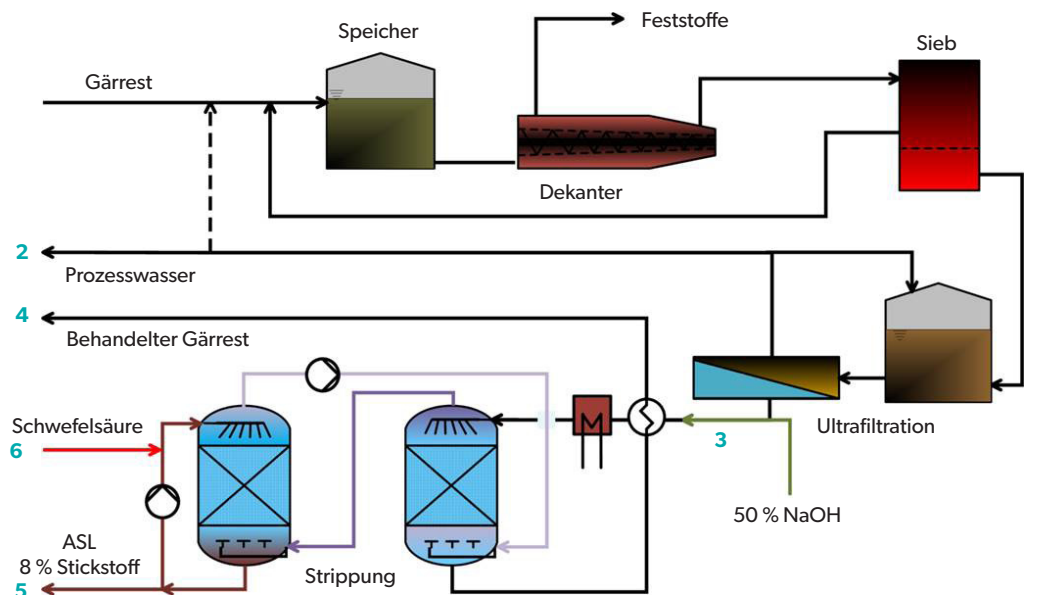 Feststoffe
Speicher
Sieb
Gärrest
Dekanter
2
Prozesswasser
4
Behandelter Gärrest
Schwefelsäure
6
3
Ultrafiltration
50 % NaOH
ASL
8 % Stickstoff
Strippung
5